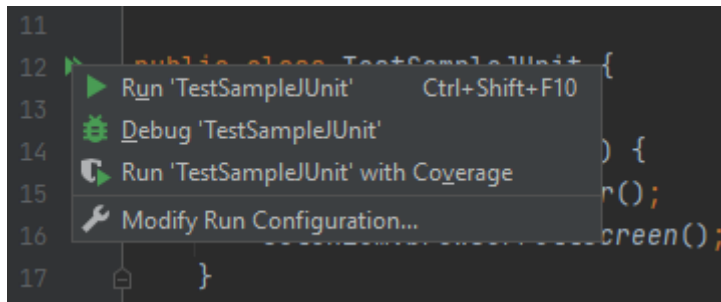 11
12 public class TestSampleJUnit {
Run 'TestSampleJUnit' Ctrl+Shift+F10
13
Debug 'TestSampleJUnit'
14 ) {
Run 'TestSampleJUnit' with Coverage
15 r();
Modify Run Configuration...
16 creen();
17 }